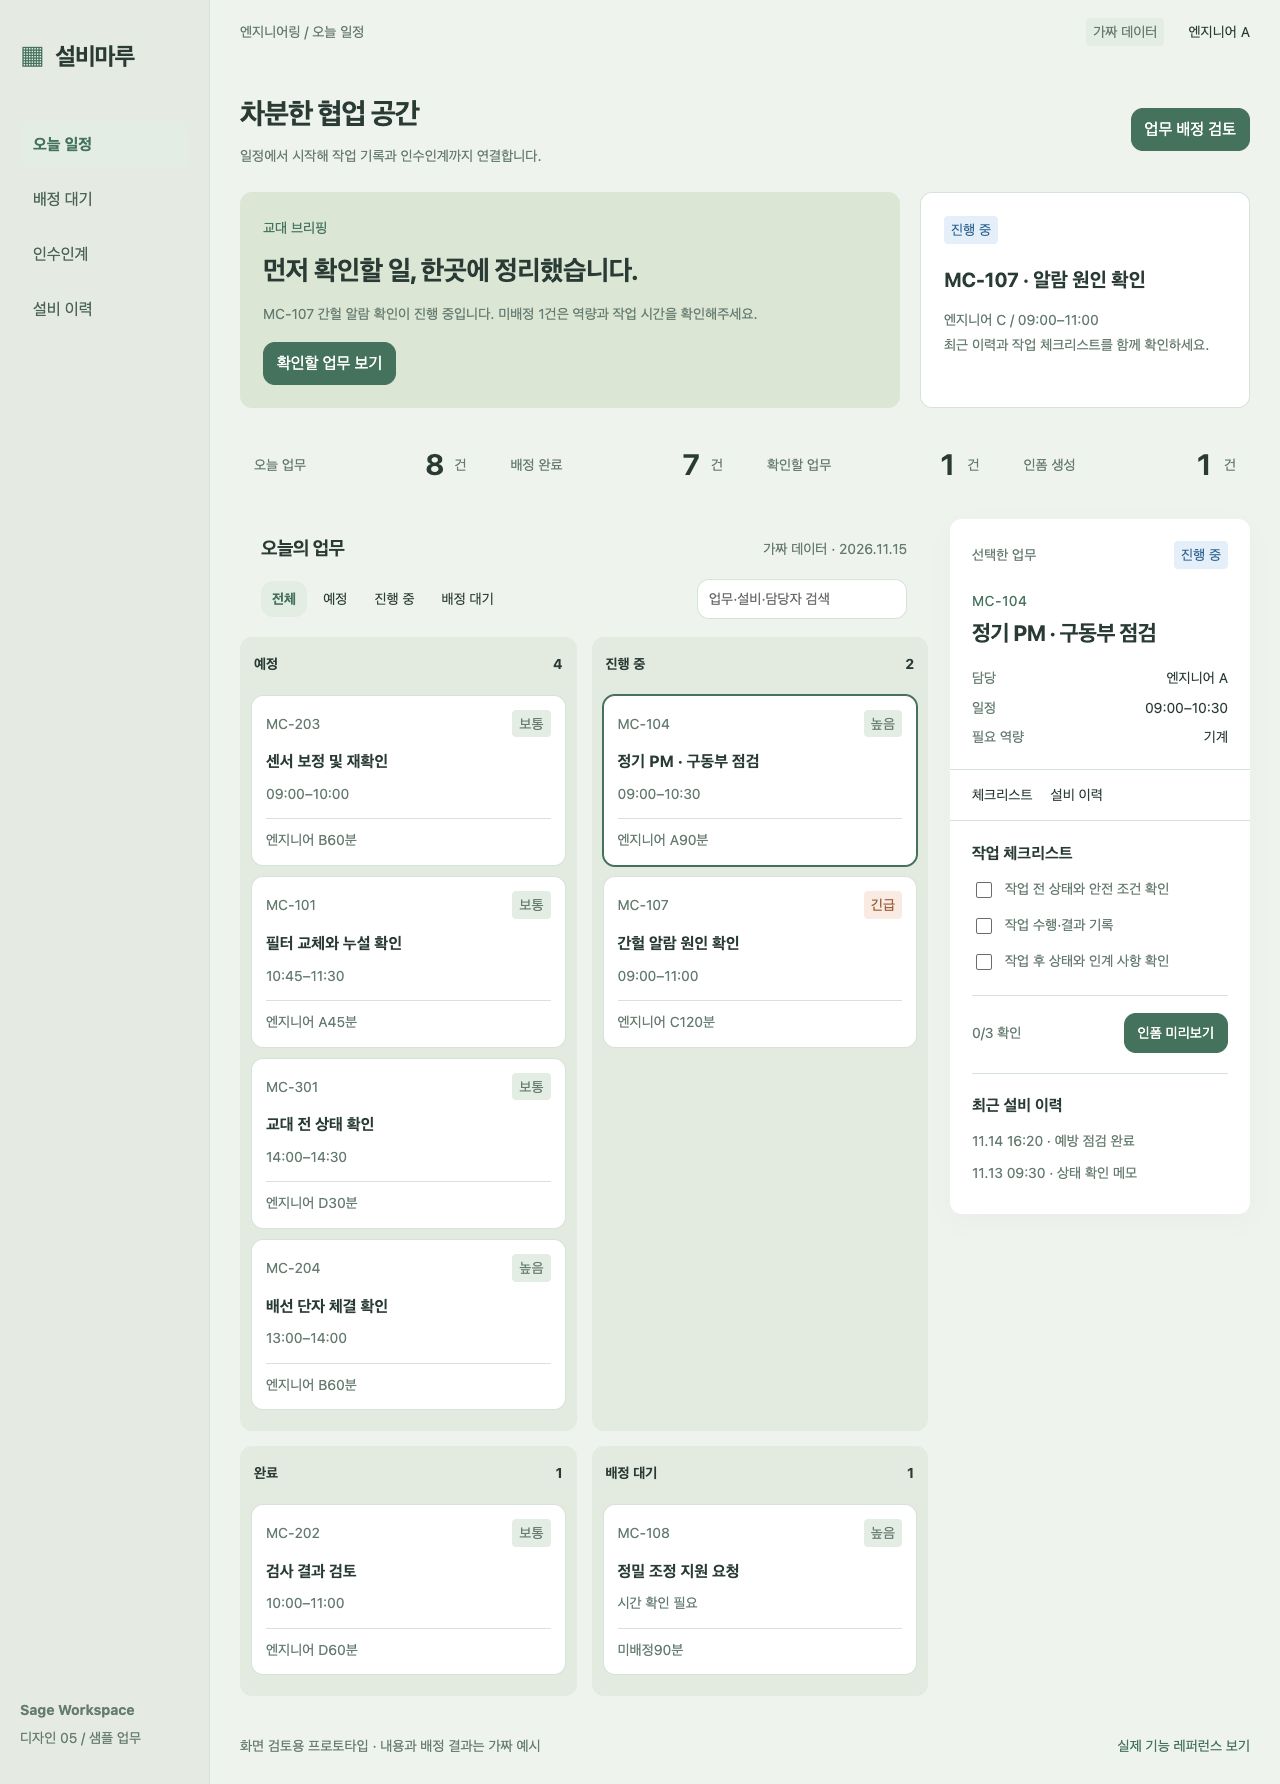 설비마루
오늘 일정
배정 대기
인수인계
설비 이력
Sage Workspace
디자인 05 / 샘플 업무
엔지니어링 / 오늘 일정
가짜 데이터
엔지니어 A
차분한 협업 공간
일정에서 시작해 작업 기록과 인수인계까지 연결합니다.
업무 배정 검토
교대 브리핑
먼저 확인할 일, 한곳에 정리했습니다.
MC-107 간헐 알람 확인이 진행 중입니다. 미배정 1건은 역량과 작업 시간을 확인해주세요.
확인할 업무 보기
진행 중
MC-107 · 알람 원인 확인
엔지니어 C / 09:00–11:00
최근 이력과 작업 체크리스트를 함께 확인하세요.
오늘 업무 8 건
배정 완료 7 건
확인할 업무 1 건
인폼 생성 1 건
오늘의 업무
가짜 데이터 · 2026.11.15
전체 예정 진행 중 배정 대기
업무·설비·담당자 검색
예정 4
MC-203 보통
센서 보정 및 재확인
09:00–10:00
엔지니어 B60분
MC-101 보통
필터 교체와 누설 확인
10:45–11:30
엔지니어 A45분
MC-301 보통
교대 전 상태 확인
14:00–14:30
엔지니어 D30분
MC-204 높음
배선 단자 체결 확인
13:00–14:00
엔지니어 B60분
진행 중 2
MC-104 높음
정기 PM · 구동부 점검
09:00–10:30
엔지니어 A90분
MC-107 긴급
간헐 알람 원인 확인
09:00–11:00
엔지니어 C120분
완료 1
MC-202 보통
검사 결과 검토
10:00–11:00
엔지니어 D60분
배정 대기 1
MC-108 높음
정밀 조정 지원 요청
시간 확인 필요
미배정90분
선택한 업무 진행 중
MC-104
정기 PM · 구동부 점검
담당 엔지니어 A
일정 09:00–10:30
필요 역량 기계
체크리스트 설비 이력
작업 체크리스트
작업 전 상태와 안전 조건 확인
작업 수행·결과 기록
작업 후 상태와 인계 사항 확인
0/3 확인
인폼 미리보기
최근 설비 이력
11.14 16:20 · 예방 점검 완료
11.13 09:30 · 상태 확인 메모
화면 검토용 프로토타입 · 내용과 배정 결과는 가짜 예시
실제 기능 레퍼런스 보기